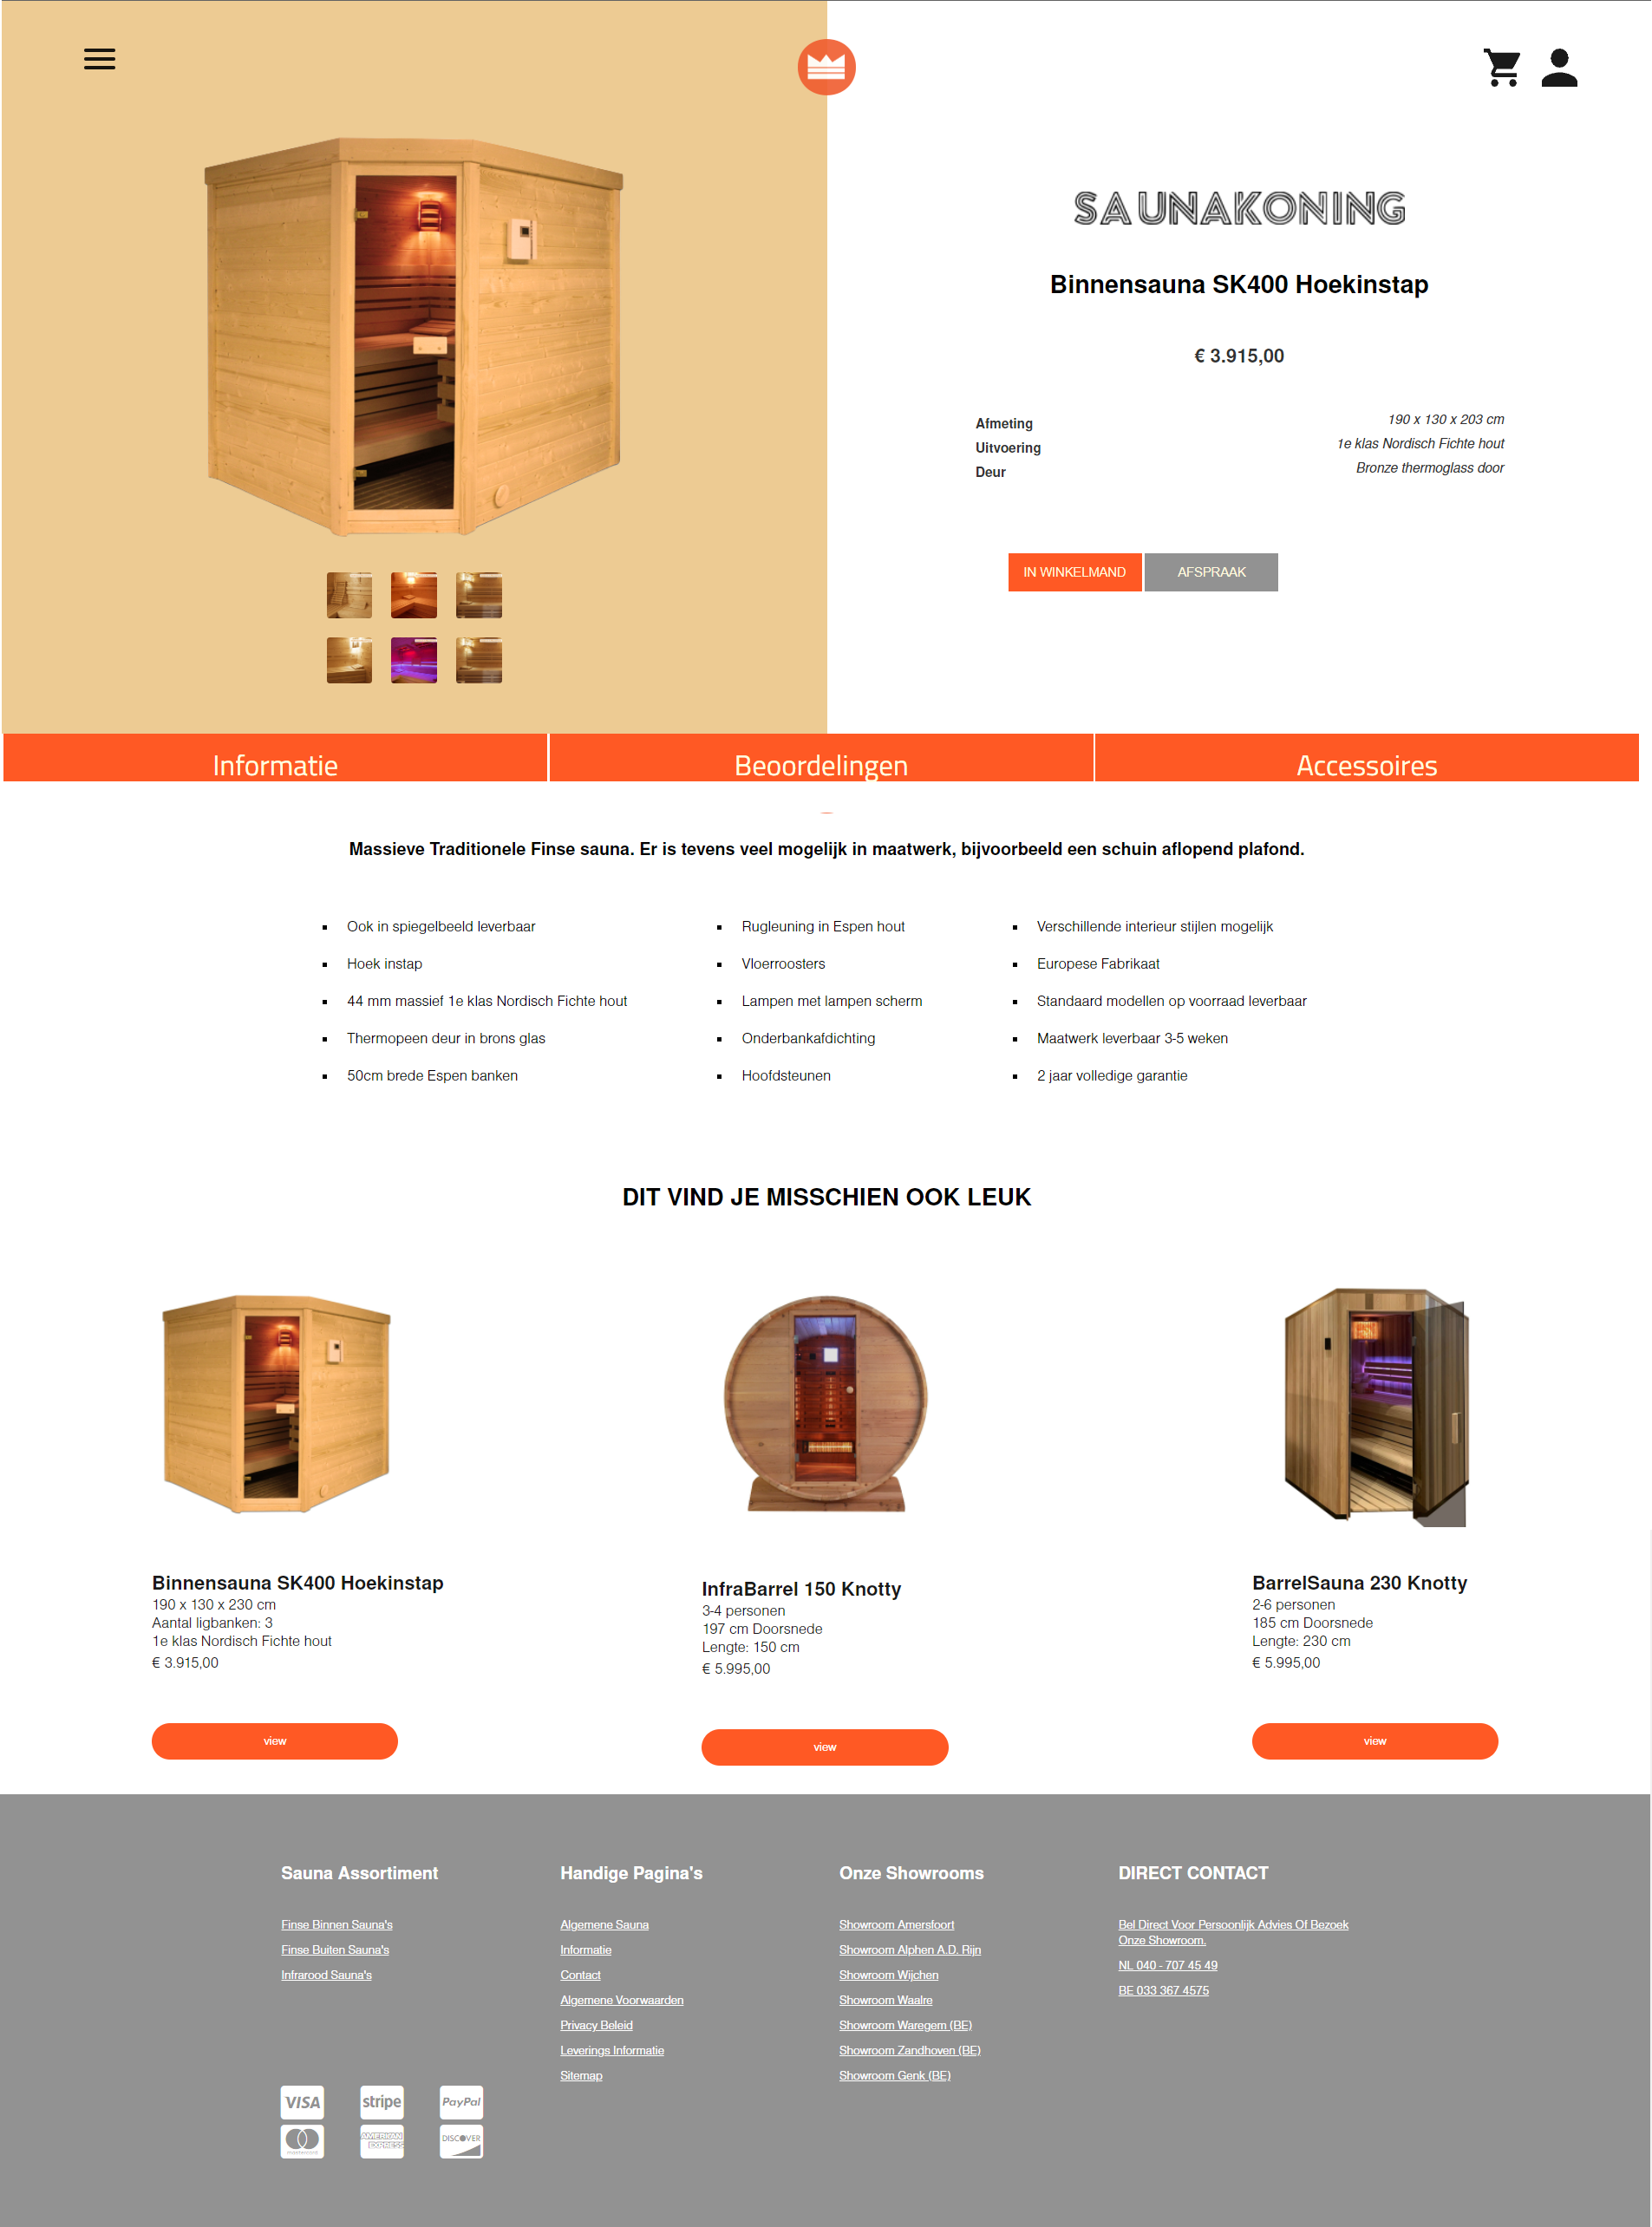 SAUNAKONING
Binnensauna SK400 Hoekinstap
€ 3.915,00
Afmeting 190 x 130 x 203 cm
Uitvoering 1e klas Nordisch Fichte hout
Deur Bronze thermoglass door
IN WINKELMAND AFSPRAAK
Informatie Beoordelingen Accessoires
Massieve Traditionele Finse sauna. Er is tevens veel mogelijk in maatwerk, bijvoorbeeld een schuin aflopend plafond.
Ook in spiegelbeeld leverbaar
Hoek instap
44 mm massief 1e klas Nordisch Fichte hout
Thermopeen deur in brons glas
50cm brede Espen banken
Rugleuning in Espen hout
Vloerroosters
Lampen met lampen scherm
Onderbankafdichting
Hoofdsteunen
Verschillende interieur stijlen mogelijk
Europese Fabrikaat
Standaard modellen op voorraad leverbaar
Maatwerk leverbaar 3-5 weken
2 jaar volledige garantie
DIT VIND JE MISSCHIEN OOK LEUK
Binnensauna SK400 Hoekinstap
190 x 130 x 230 cm
Aantal ligbanken: 3
1e klas Nordisch Fichte hout
€ 3.915,00
view
InfraBarrel 150 Knotty
3-4 personen
197 cm Doorsnede
Lengte: 150 cm
€ 5.995,00
view
BarrelSauna 230 Knotty
2-6 personen
185 cm Doorsnede
Lengte: 230 cm
€ 5.995,00
view
Sauna Assortiment
Finse Binnen Sauna's
Finse Buiten Sauna's
Infrarood Sauna's
Handige Pagina's
Algemene Sauna
Informatie
Contact
Algemene Voorwaarden
Privacy Beleid
Leverings Informatie
Sitemap
Onze Showrooms
Showroom Amersfoort
Showroom Alphen A.D. Rijn
Showroom Wijchen
Showroom Waalre
Showroom Waregem (BE)
Showroom Zandhoven (BE)
Showroom Genk (BE)
DIRECT CONTACT
Bel Direct Voor Persoonlijk Advies Of Bezoek
Onze Showroom.
NL 040 - 707 45 49
BE 033 367 4575
VISA stripe PayPal
mastercard AMERICAN EXPRESS DISCOVER